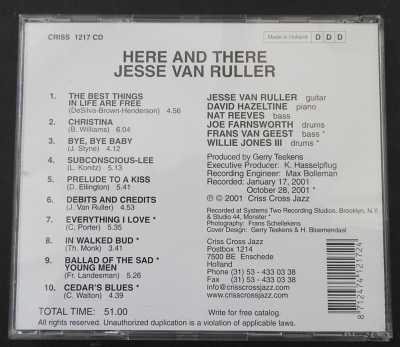 CRISS 1217 CD
Made in Holland DDD
HERE AND THERE
JESSE VAN RULLER
1. THE BEST THINGS
IN LIFE ARE FREE
(DeSilva-Brown-Henderson) 4.56
2. CHRISTINA
(B. Williams) 6.04
3. BYE, BYE BABY
(J. Styne) 4.46
4. SUBCONSCIOUS-LEE
(L. Konitz) 5.13
5. PRELUDE TO A KISS
(D. Ellington) 5.23
6. DEBITS AND CREDITS
(J. Van Ruller) 4.53
7. EVERYTHING I LOVE *
(C. Porter) 5.35
8. IN WALKED BUD *
(Th. Monk) 5.41
9. BALLAD OF THE SAD *
YOUNG MEN
(Fr. Landesman) 5.26
10. CEDAR'S BLUES *
(C. Walton) 4.39
TOTAL TIME: 51.00
JESSE VAN RULLER guitar
DAVID HAZELTINE piano
NAT REEVES bass
JOE FARNSWORTH drums
FRANS VAN GEEST bass *
WILLIE JONES III drums *
Produced by Gerry Teekens
Executive Producer: K. Hasselpflug
Recording Engineer: Max Bolleman
Recorded: January 17, 2001
October 28, 2001 *
℗ © 2001 Criss Cross Jazz
Recorded at Systems Two Recording Studios, Brooklyn, N.Y.
& Studio 44, Monster *
Photography: Frans Schellekens
Cover Design: Gerry Teekens & H. Bloemendaal
Criss Cross Jazz
Postbox 1214
7500 BE Enschede
Holland
Phone (31) 53 - 433 03 38
Fax (31) 53 - 433 03 38
info@crisscrossjazz.com
www.crisscrossjazz.com
Write for free catalog.
All rights reserved. Unauthorized duplication is a violation of applicable laws.
8712474121724